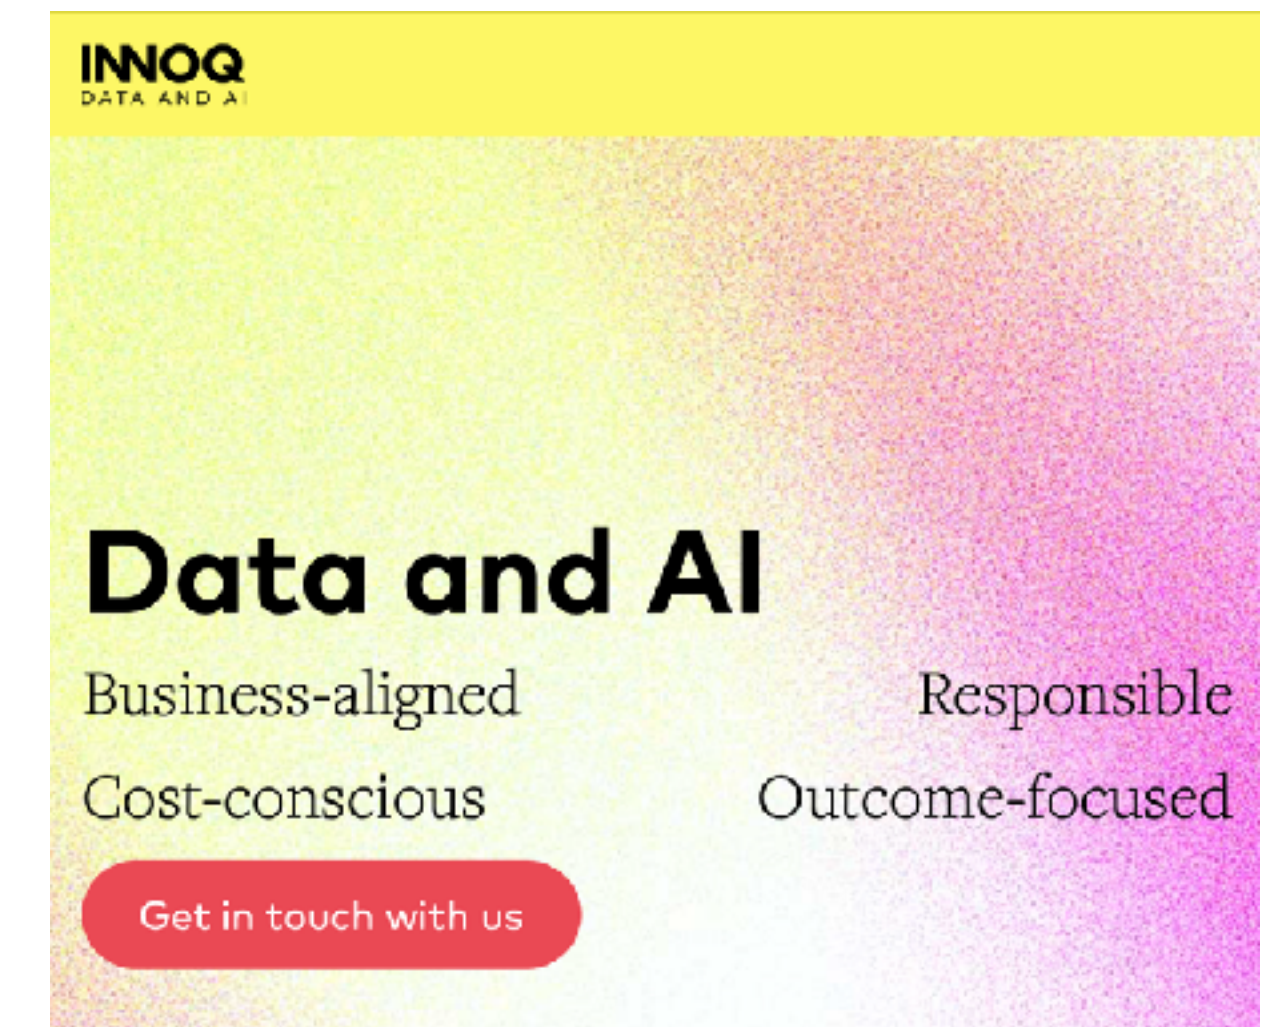 INNOQ
DATA AND AI
Data and AI
Business-aligned Responsible
Cost-conscious Outcome-focused
Get in touch with us